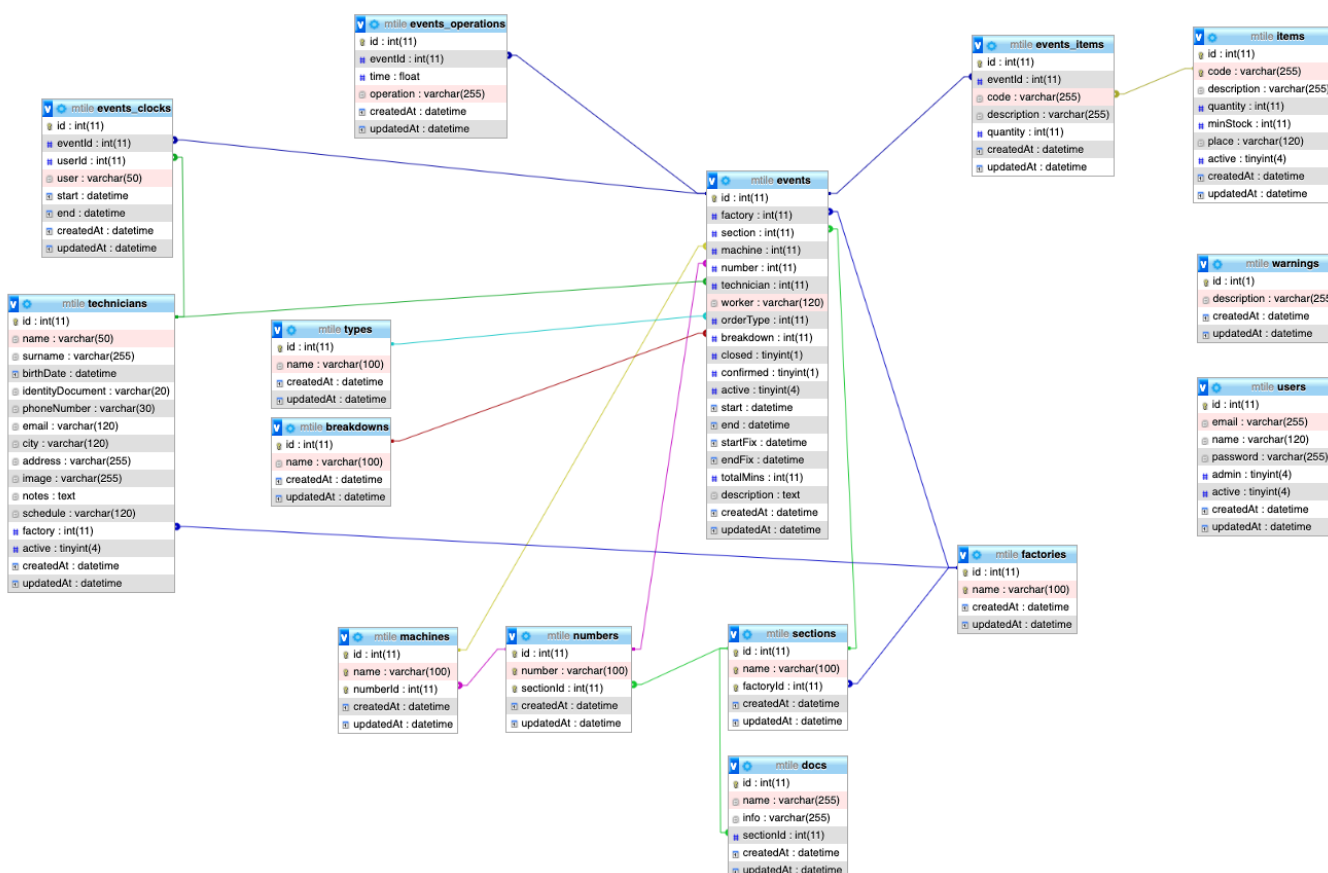 mtile events_operations
id : int(11)
eventId : int(11)
time : float
operation : varchar(255)
createdAt : datetime
updatedAt : datetime
mtile events_items
id : int(11)
eventId : int(11)
code : varchar(255)
description : varchar(255)
quantity : int(11)
createdAt : datetime
updatedAt : datetime
mtile items
id : int(11)
code : varchar(255)
description : varchar(255)
quantity : int(11)
minStock : int(11)
place : varchar(120)
active : tinyint(4)
createdAt : datetime
updatedAt : datetime
mtile events_clocks
id : int(11)
eventId : int(11)
userId : int(11)
user : varchar(50)
start : datetime
end : datetime
createdAt : datetime
updatedAt : datetime
mtile events
id : int(11)
factory : int(11)
section : int(11)
machine : int(11)
number : int(11)
technician : int(11)
worker : varchar(120)
orderType : int(11)
breakdown : int(11)
closed : tinyint(1)
confirmed : tinyint(1)
active : tinyint(4)
start : datetime
end : datetime
startFix : datetime
endFix : datetime
totalMins : int(11)
description : text
createdAt : datetime
updatedAt : datetime
mtile warnings
id : int(1)
description : varchar(255
createdAt : datetime
updatedAt : datetime
mtile technicians
id : int(11)
name : varchar(50)
surname : varchar(255)
birthDate : datetime
identityDocument : varchar(20)
phoneNumber : varchar(30)
email : varchar(120)
city : varchar(120)
address : varchar(255)
image : varchar(255)
notes : text
schedule : varchar(120)
factory : int(11)
active : tinyint(4)
createdAt : datetime
updatedAt : datetime
mtile types
id : int(11)
name : varchar(100)
createdAt : datetime
updatedAt : datetime
mtile breakdowns
id : int(11)
name : varchar(100)
createdAt : datetime
updatedAt : datetime
mtile users
id : int(11)
email : varchar(255)
name : varchar(120)
password : varchar(255)
admin : tinyint(4)
active : tinyint(4)
createdAt : datetime
updatedAt : datetime
mtile factories
id : int(11)
name : varchar(100)
createdAt : datetime
updatedAt : datetime
mtile machines
id : int(11)
name : varchar(100)
numberId : int(11)
createdAt : datetime
updatedAt : datetime
mtile numbers
id : int(11)
number : varchar(100)
sectionId : int(11)
createdAt : datetime
updatedAt : datetime
mtile sections
id : int(11)
name : varchar(100)
factoryId : int(11)
createdAt : datetime
updatedAt : datetime
mtile docs
id : int(11)
name : varchar(255)
info : varchar(255)
sectionId : int(11)
createdAt : datetime
updatedAt : datetime